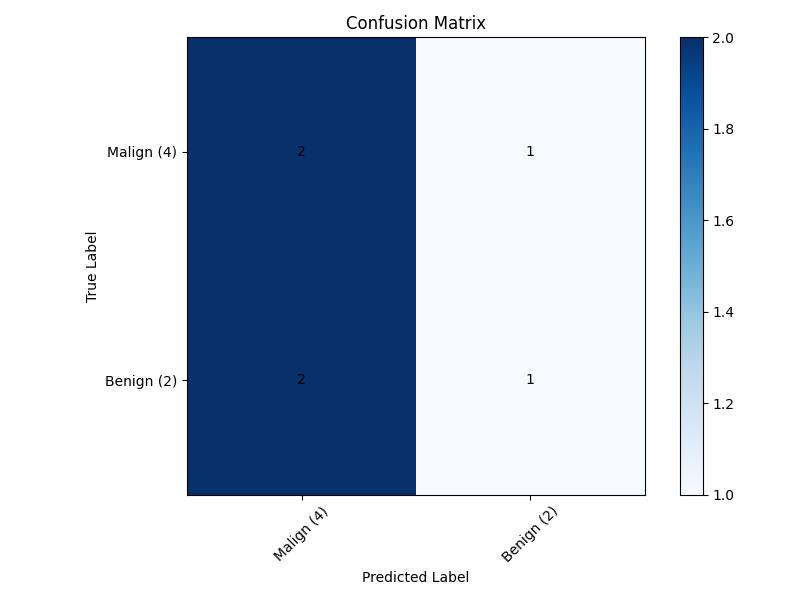 Confusion Matrix
2.0
1.8
1.6
1.4
1.2
1.0
True Label
Malign (4)
2
1
Benign (2)
2
1
Malign (4)
Benign (2)
Predicted Label